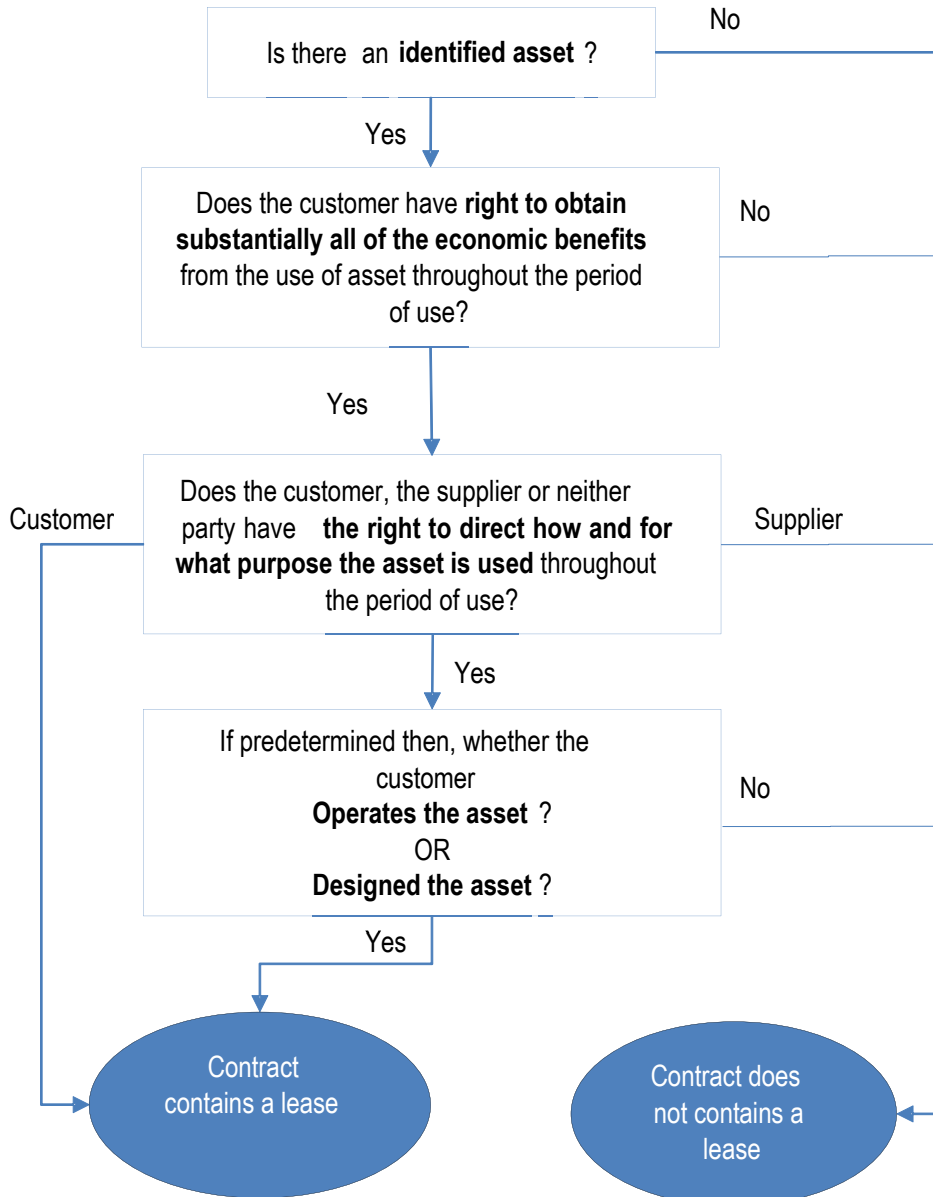 No
Is there an identified asset ?
Yes
Does the customer have right to obtain
substantially all of the economic benefits
from the use of asset throughout the period
of use?
No
Yes
Does the customer, the supplier or neither
party have the right to direct how and for
what purpose the asset is used throughout
the period of use?
Customer
Supplier
Yes
If predetermined then, whether the
customer
Operates the asset ?
OR
Designed the asset ?
No
Yes
Contract
contains a lease
Contract does
not contains a
lease